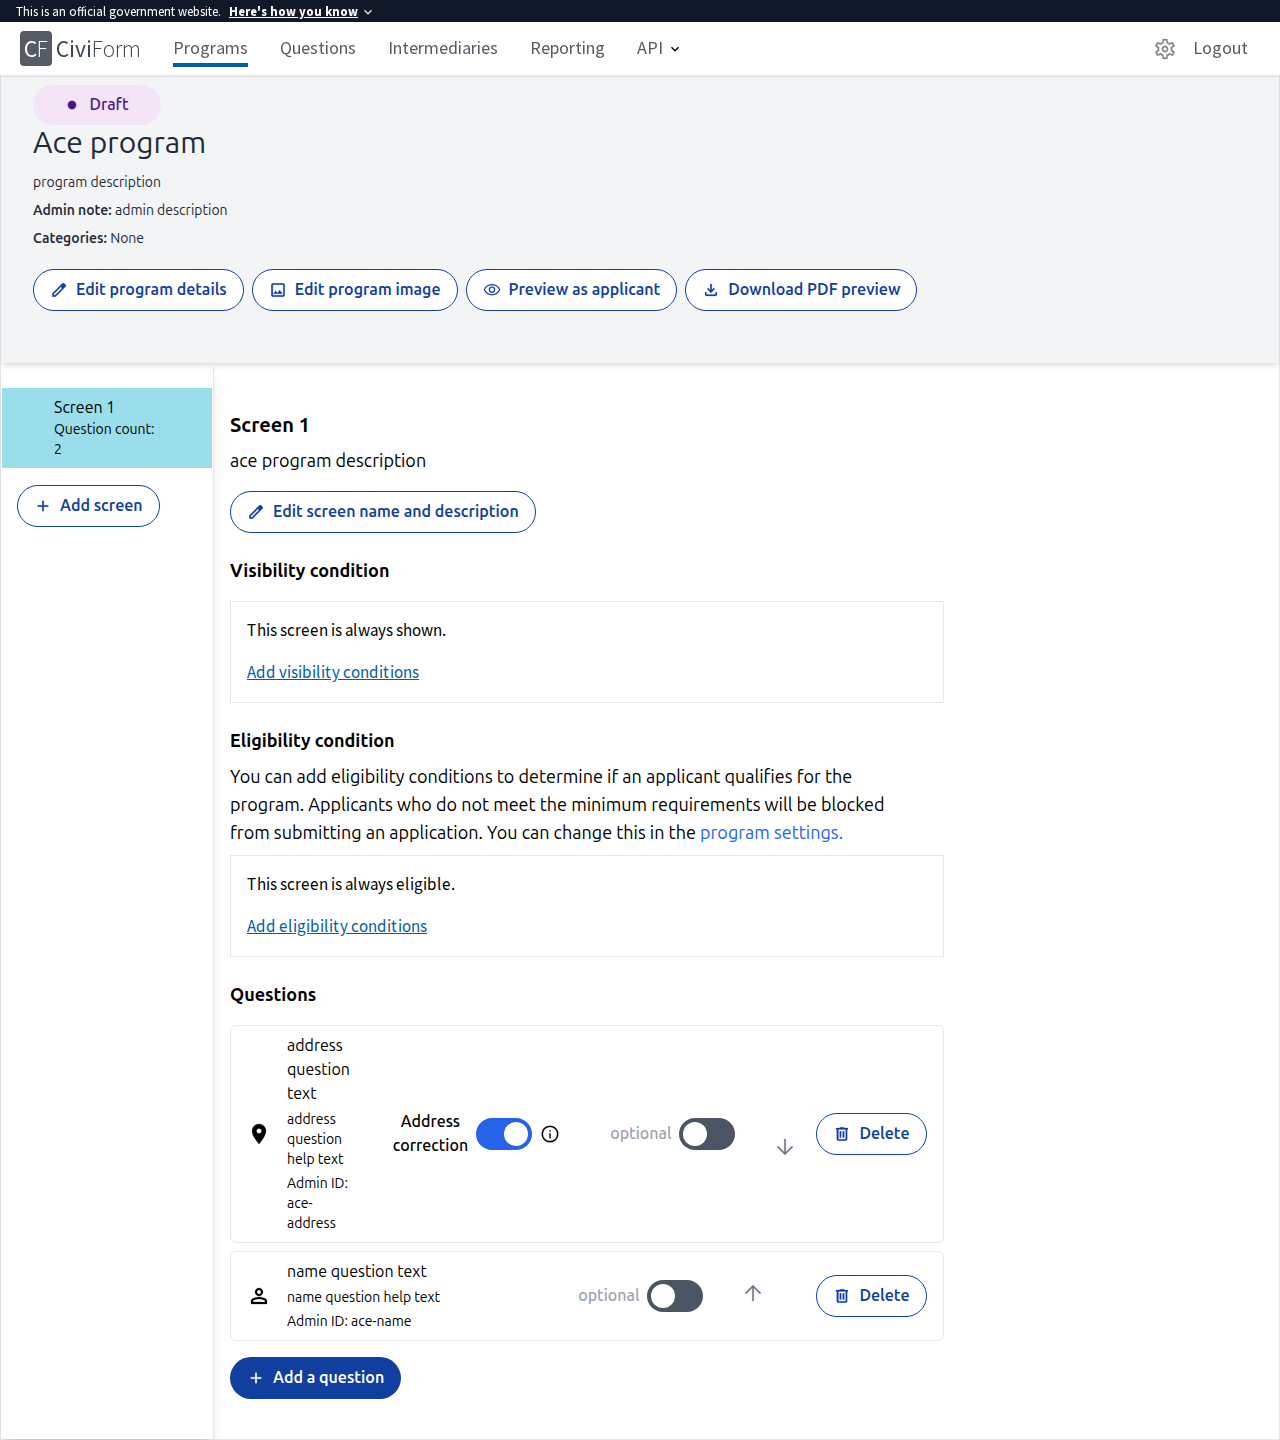 This is an official government website. Here's how you know
CF CiviForm Programs Questions Intermediaries Reporting API Logout
Draft
Ace program
program description
Admin note: admin description
Categories: None
Edit program details Edit program image Preview as applicant Download PDF preview
Screen 1
Question count:
2
Add screen
Screen 1
ace program description
Edit screen name and description
Visibility condition
This screen is always shown.
Add visibility conditions
Eligibility condition
You can add eligibility conditions to determine if an applicant qualifies for the
program. Applicants who do not meet the minimum requirements will be blocked
from submitting an application. You can change this in the program settings.
This screen is always eligible.
Add eligibility conditions
Questions
address
question
text
address
question
help text
Admin ID:
ace-
address
Address
correction
optional
Delete
name question text
name question help text
Admin ID: ace-name
optional
Delete
Add a question